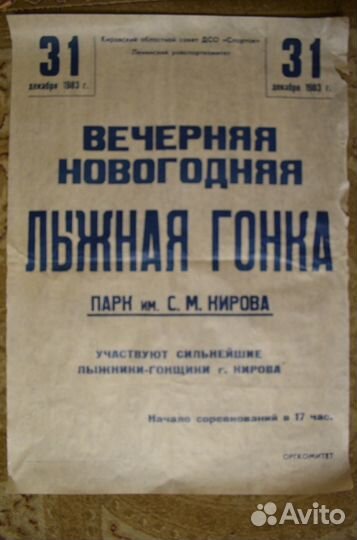 31
декабря 1983 г.
Кировский областной совет ДСО «Спартак»
Ленинский райспорткомитет
31
декабря 1983 г.
ВЕЧЕРНЯЯ
НОВОГОДНЯЯ
ЛЫЖНАЯ ГОНКА
ПАРК им. С. М. КИРОВА
УЧАСТВУЮТ СИЛЬНЕЙШИЕ
ЛЫЖНИКИ-ГОНЩИКИ г. КИРОВА
Начало соревнований в 17 час.
ОРГКОМИТЕТ
Avito